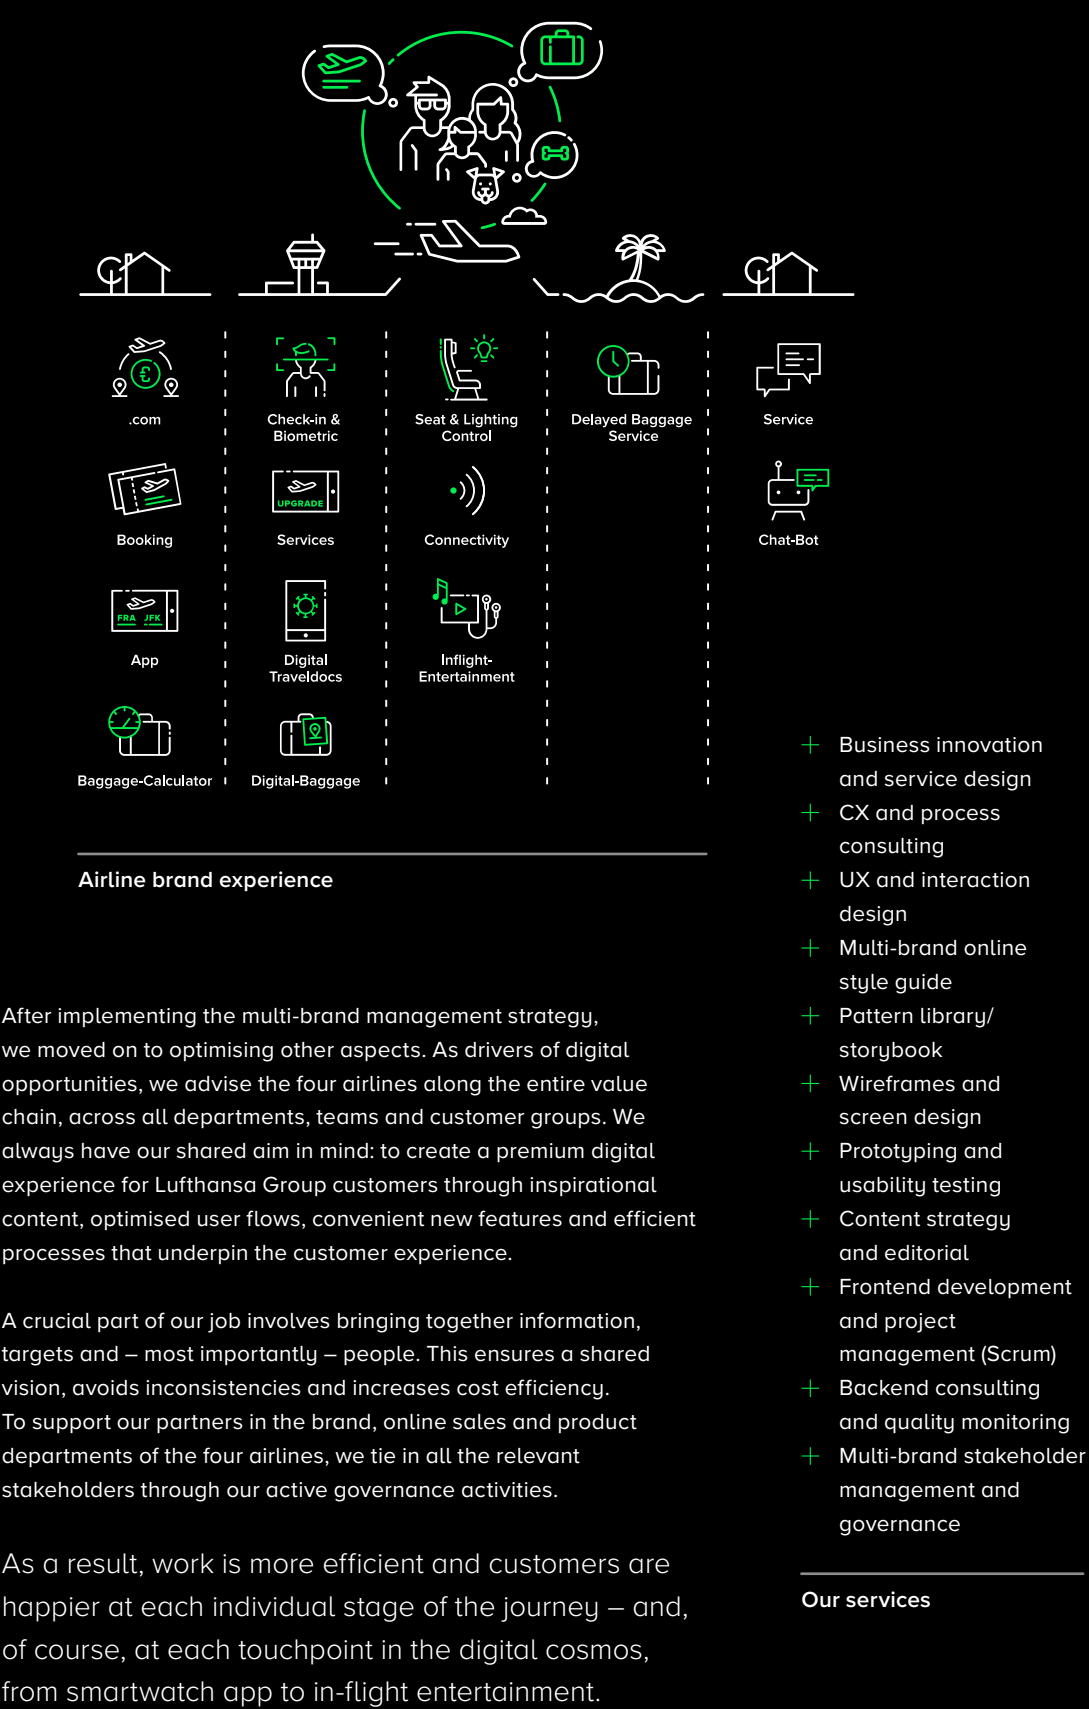 .com
Check-in &
Biometric
Seat & Lighting
Control
Delayed Baggage
Service
Service
Booking
UPGRADE
Services
Connectivity
Chat-Bot
FRA JFK
App
Digital
Traveldocs
Inflight-
Entertainment
Baggage-Calculator
Digital-Baggage
Airline brand experience
After implementing the multi-brand management strategy,
we moved on to optimising other aspects. As drivers of digital
opportunities, we advise the four airlines along the entire value
chain, across all departments, teams and customer groups. We
always have our shared aim in mind: to create a premium digital
experience for Lufthansa Group customers through inspirational
content, optimised user flows, convenient new features and efficient
processes that underpin the customer experience.
A crucial part of our job involves bringing together information,
targets and – most importantly – people. This ensures a shared
vision, avoids inconsistencies and increases cost efficiency.
To support our partners in the brand, online sales and product
departments of the four airlines, we tie in all the relevant
stakeholders through our active governance activities.
As a result, work is more efficient and customers are
happier at each individual stage of the journey – and,
of course, at each touchpoint in the digital cosmos,
from smartwatch app to in-flight entertainment.
+ Business innovation
and service design
+ CX and process
consulting
+ UX and interaction
design
+ Multi-brand online
style guide
+ Pattern library/
storybook
+ Wireframes and
screen design
+ Prototyping and
usability testing
+ Content strategy
and editorial
+ Frontend development
and project
management (Scrum)
+ Backend consulting
and quality monitoring
+ Multi-brand stakeholder
management and
governance
Our services